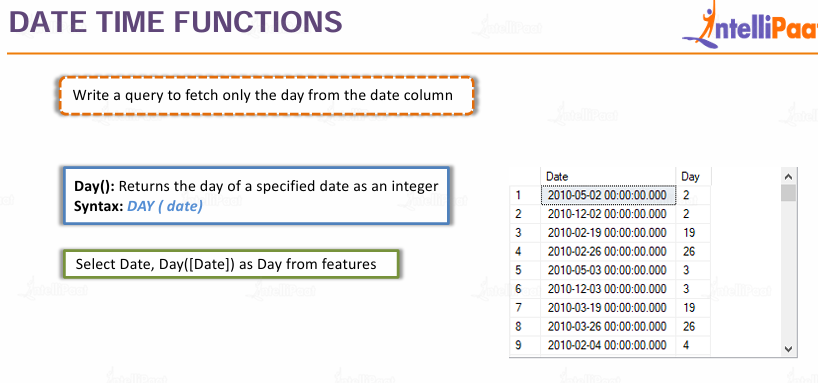 DATE TIME FUNCTIONS
IntelliPaat
Write a query to fetch only the day from the date column
Day(): Returns the day of a specified date as an integer
Syntax: DAY ( date)
Select Date, Day([Date]) as Day from features
Date Day
1 2010-05-02 00:00:00.000 2
2 2010-12-02 00:00:00.000 2
3 2010-02-19 00:00:00.000 19
4 2010-02-26 00:00:00.000 26
5 2010-05-03 00:00:00.000 3
6 2010-12-03 00:00:00.000 3
7 2010-03-19 00:00:00.000 19
8 2010-03-26 00:00:00.000 26
9 2010-02-04 00:00:00.000 4